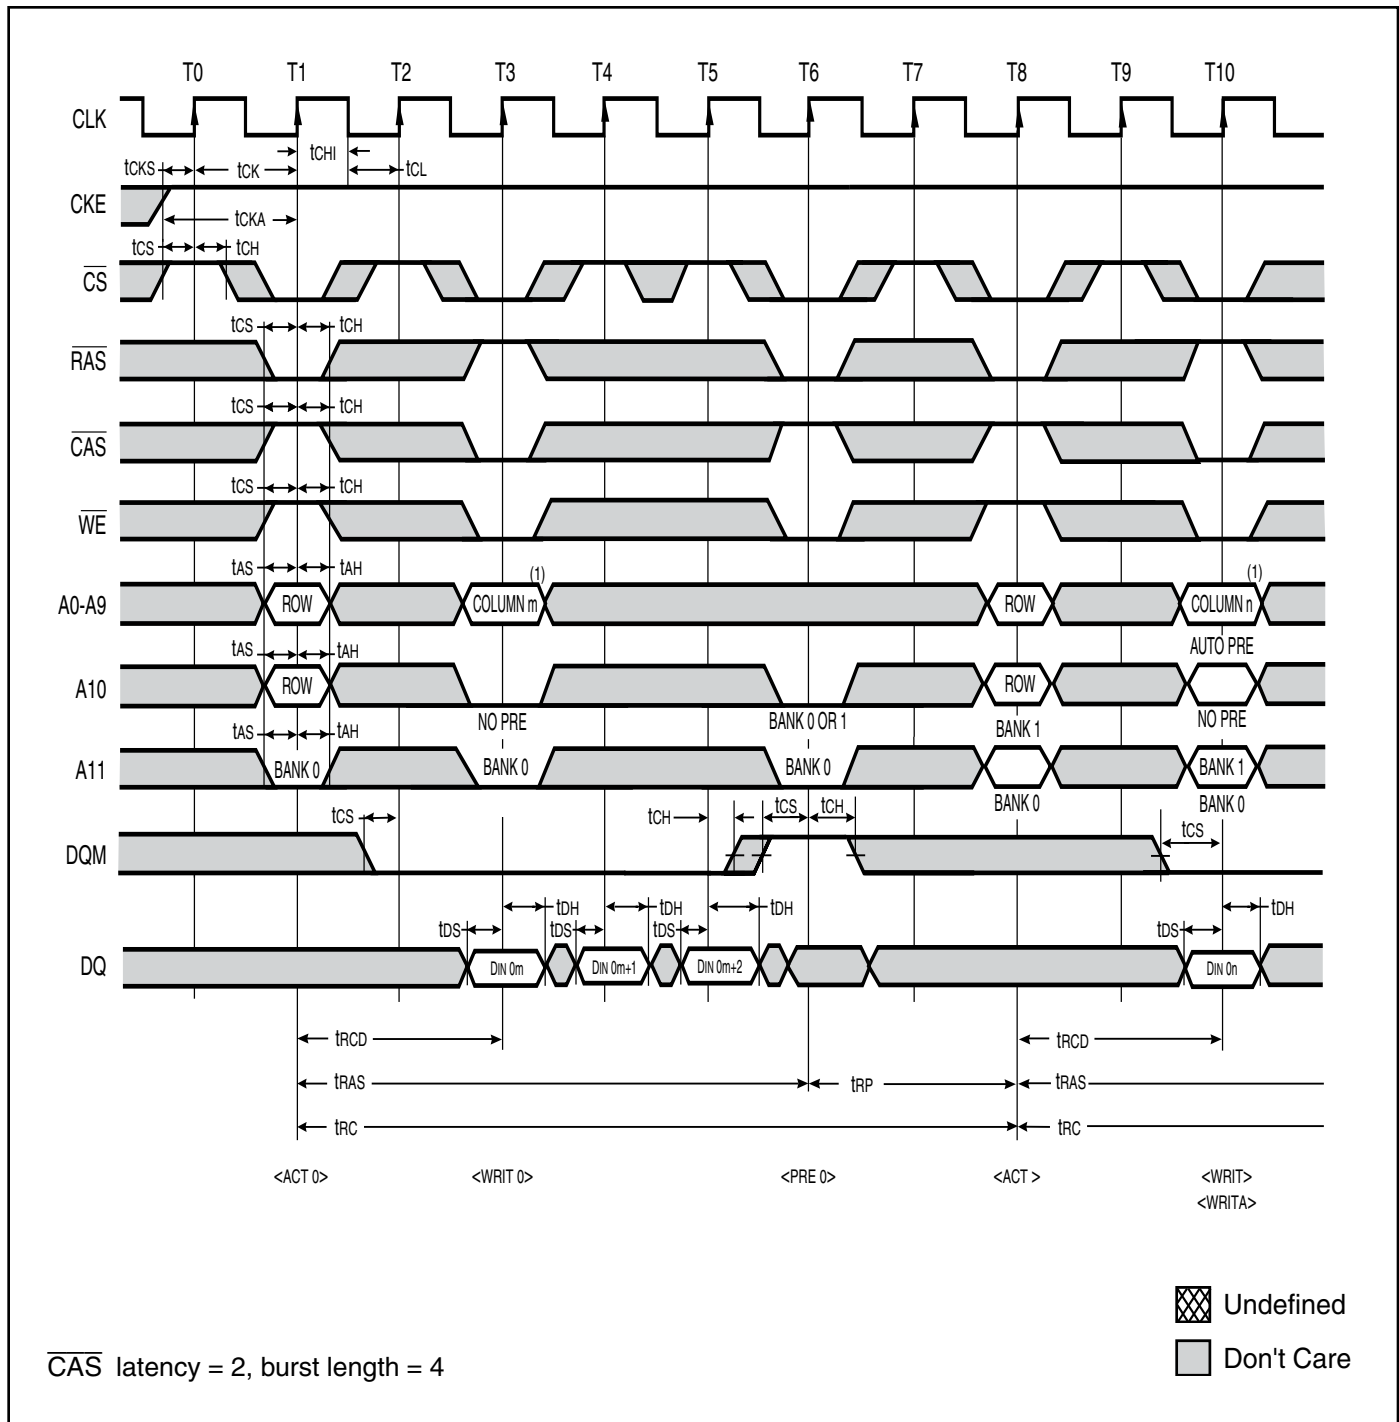 T0 T1 T2 T3 T4 T5 T6 T7 T8 T9 T10
CLK
tCHI
tCKS tCK tCL
CKE
tCKA
tCS tCH
CS
tCS tCH
RAS
tCS tCH
CAS
tCS tCH
WE
tAS tAH (1) (1)
A0-A9 ROW COLUMN m ROW COLUMN n
tAS tAH AUTO PRE
A10 ROW ROW
NO PRE BANK 0 OR 1 BANK 1 NO PRE
tAS tAH
A11 BANK 0 BANK 0 BANK 0 BANK 1
BANK 0 BANK 0
tCS tCH tCS tCH
tCS
DQM
tDH tDH tDH tDH
tDS tDS tDS tDS
DQ DIN 0m DIN 0m+1 DIN 0m+2 DIN 0n
tRCD tRCD
tRAS tRP tRAS
tRC tRC
<ACT 0> <WRIT 0> <PRE 0> <ACT > <WRIT>
<WRITA>
Undefined
CAS latency = 2, burst length = 4 Don't Care